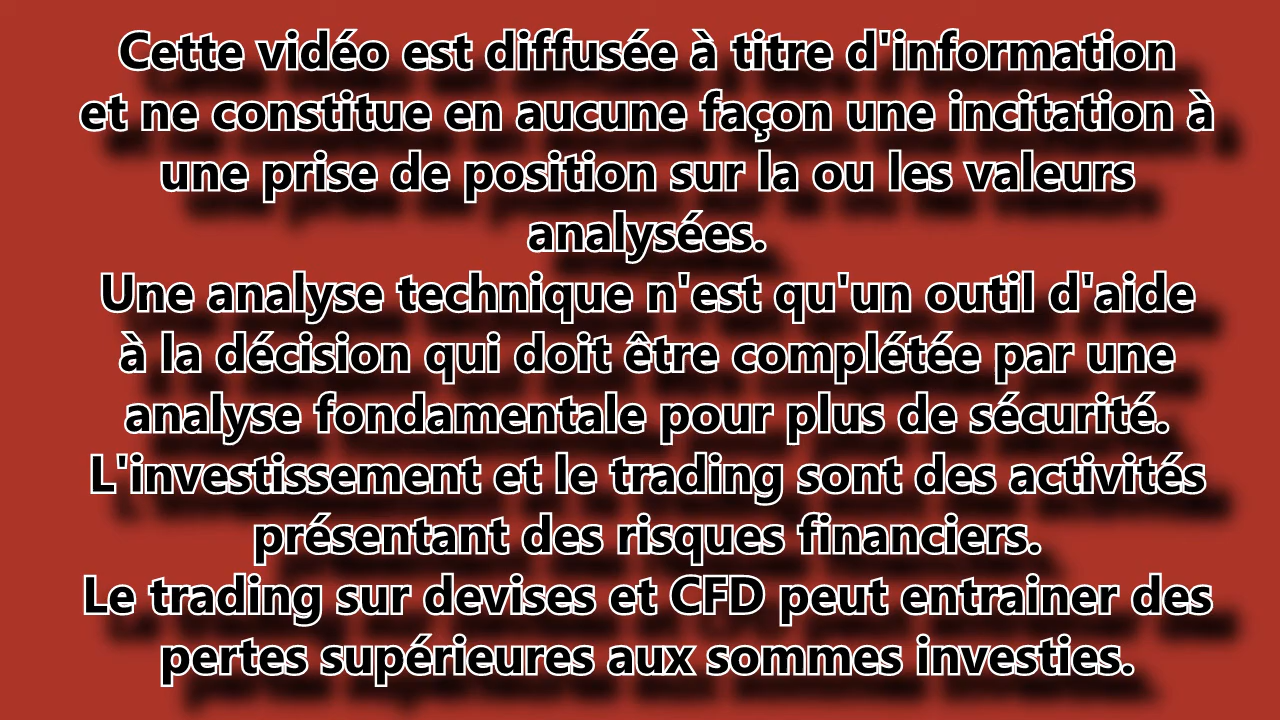 Cette vidéo est diffusée à titre d'information
et ne constitue en aucune façon une incitation à
une prise de position sur la ou les valeurs
analysées.
Une analyse technique n'est qu'un outil d'aide
à la décision qui doit être complétée par une
analyse fondamentale pour plus de sécurité.
L'investissement et le trading sont des activités
présentant des risques financiers.
Le trading sur devises et CFD peut entrainer des
pertes supérieures aux sommes investies.